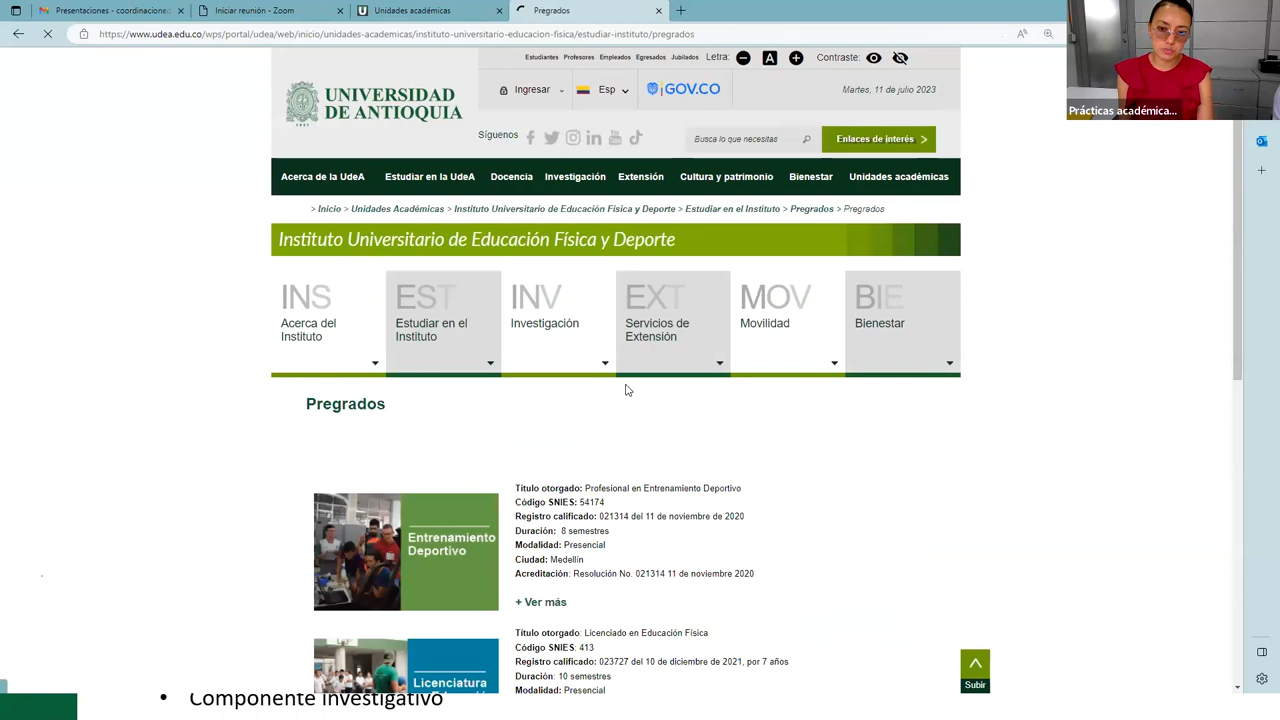 Presentaciones - coordinacione
Iniciar reunión - Zoom
Unidades académicas
Pregrados
https://www.udea.edu.co/wps/portal/udea/web/inicio/unidades-academicas/instituto-universitario-educacion-fisica/estudiar-instituto/pregrados
Estudiantes Profesores Empleados Egresados Jubilados Letra: A Contraste:
UNIVERSIDAD
DE ANTIOQUIA
1803
Ingresar Esp GOV.CO Martes, 11 de julio 2023
Síguenos
Busca lo que necesitas
Enlaces de interés >
Acerca de la UdeA Estudiar en la UdeA Docencia Investigación Extensión Cultura y patrimonio Bienestar Unidades académicas
> Inicio > Unidades Académicas > Instituto Universitario de Educación Física y Deporte > Estudiar en el Instituto > Pregrados > Pregrados
Instituto Universitario de Educación Física y Deporte
INS EST INV EXT MOV BIE
Acerca del Instituto
Estudiar en el Instituto
Investigación
Servicios de Extensión
Movilidad
Bienestar
Pregrados
Entrenamiento
Deportivo
Título otorgado: Profesional en Entrenamiento Deportivo
Código SNIES: 54174
Registro calificado: 021314 del 11 de noviembre de 2020
Duración: 8 semestres
Modalidad: Presencial
Ciudad: Medellín
Acreditación: Resolución No. 021314 11 de noviembre 2020
+ Ver más
Licenciatura
Título otorgado: Licenciado en Educación Física
Código SNIES: 413
Registro calificado: 023727 del 10 de diciembre de 2021, por 7 años
Duración: 10 semestres
Modalidad: Presencial
Subir
• Componente investigativo
Prácticas académica...